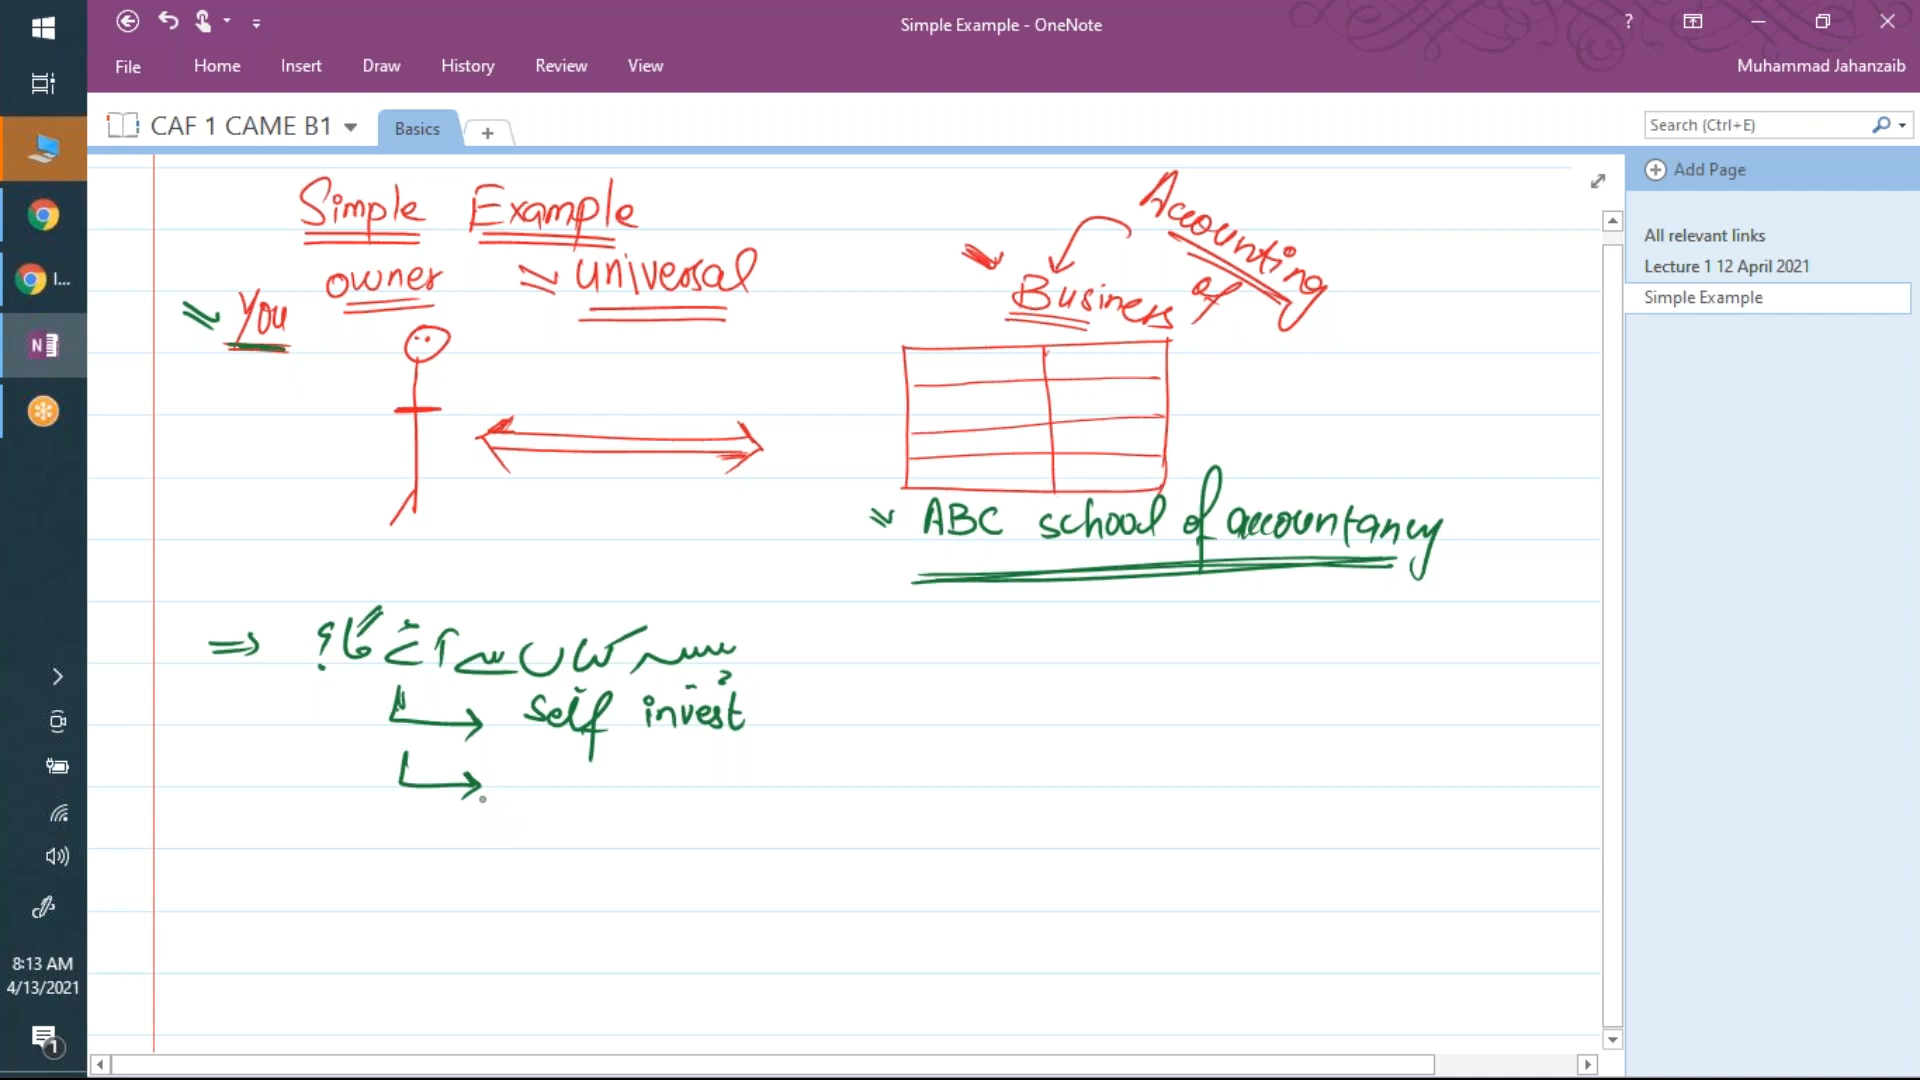 Simple Example - OneNote
File Home Insert Draw History Review View
Muhammad Jahanzaib
CAF 1 CAME B1
Basics
Search (Ctrl+E)
Add Page
All relevant links
Lecture 1 12 April 2021
Simple Example
Simple Example
You owner universal
Accounting of
Business
ABC school of accountancy
⇒ پیسہ کہاں سے آئے گا؟
Self invest
I...
8:13 AM
4/13/2021
1